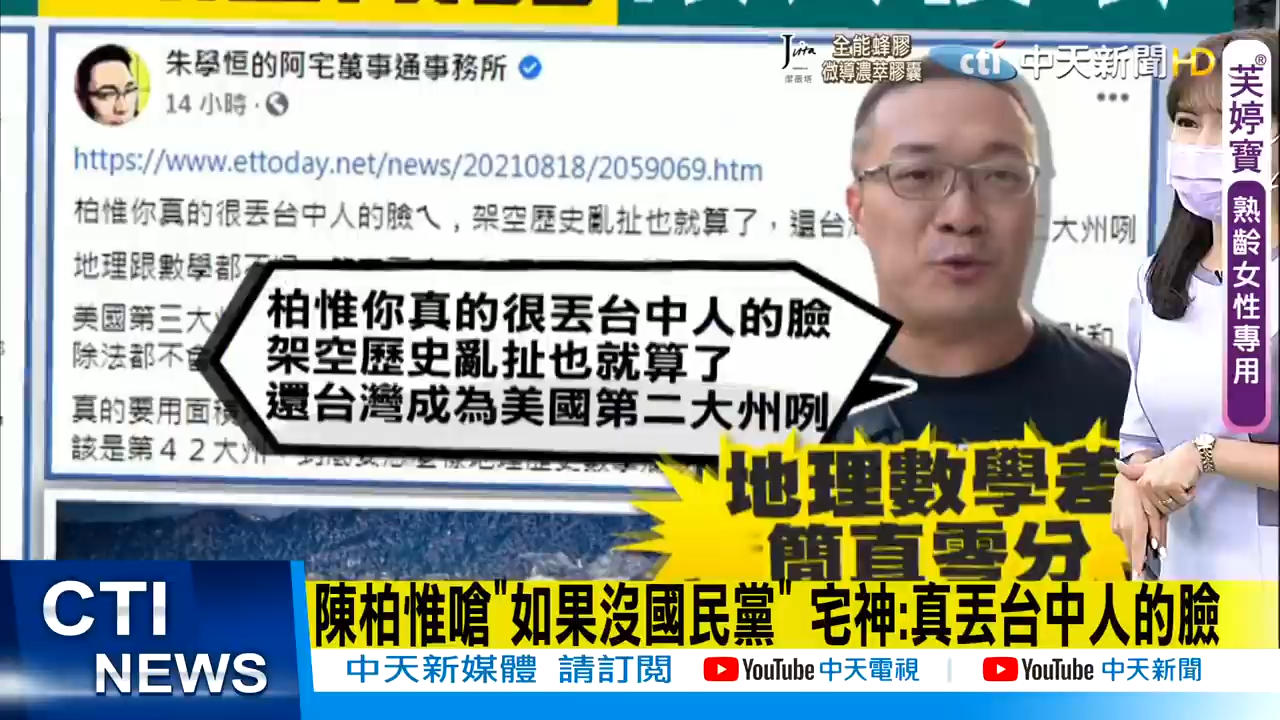 朱學恒的阿宅萬事通事務所
14 小時
https://www.ettoday.net/news/20210818/2059069.htm
柏惟你真的很丟台中人的臉ㄟ，架空歷史亂扯也就算了，還台
大州咧
地理跟數學都不
美國第三大
除法都不會
真的要用面積
該是第42大州
柏惟你真的很丟台中人的臉
架空歷史亂扯也就算了
還台灣成為美國第二大州咧
地理數學差
簡直零分
Jvita
潔薇塔
全能蜂膠
微導濃萃膠囊
cti 中天新聞HD
芙婷寶®
熟齡女性專用
CTI
NEWS
陳柏惟嗆"如果沒國民黨" 宅神:真丟台中人的臉
中天新媒體 請訂閱 YouTube 中天電視 | YouTube 中天新聞